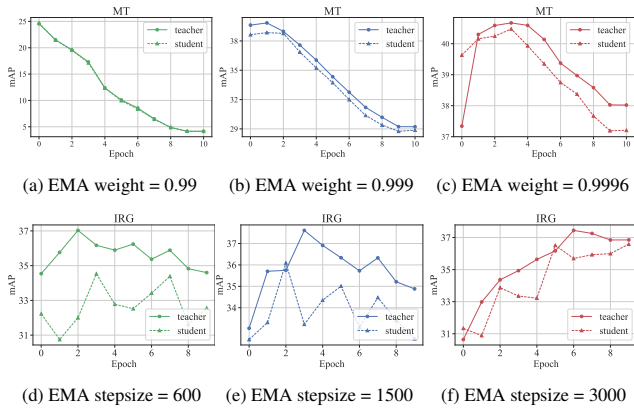 MT
mAP
25
20
15
10
5
teacher
student
0 2 4 6 8 10
Epoch
(a) EMA weight = 0.99
MT
mAP
38
35
32
29
teacher
student
0 2 4 6 8 10
Epoch
(b) EMA weight = 0.999
MT
mAP
40
39
38
37
teacher
student
0 2 4 6 8 10
Epoch
(c) EMA weight = 0.9996
IRG
mAP
37
35
33
31
teacher
student
0 2 4 6 8
Epoch
(d) EMA stepsize = 600
IRG
mAP
37
36
35
34
teacher
student
0 2 4 6 8
Epoch
(e) EMA stepsize = 1500
IRG
mAP
37
35
33
31
teacher
student
0 2 4 6 8
Epoch
(f) EMA stepsize = 3000